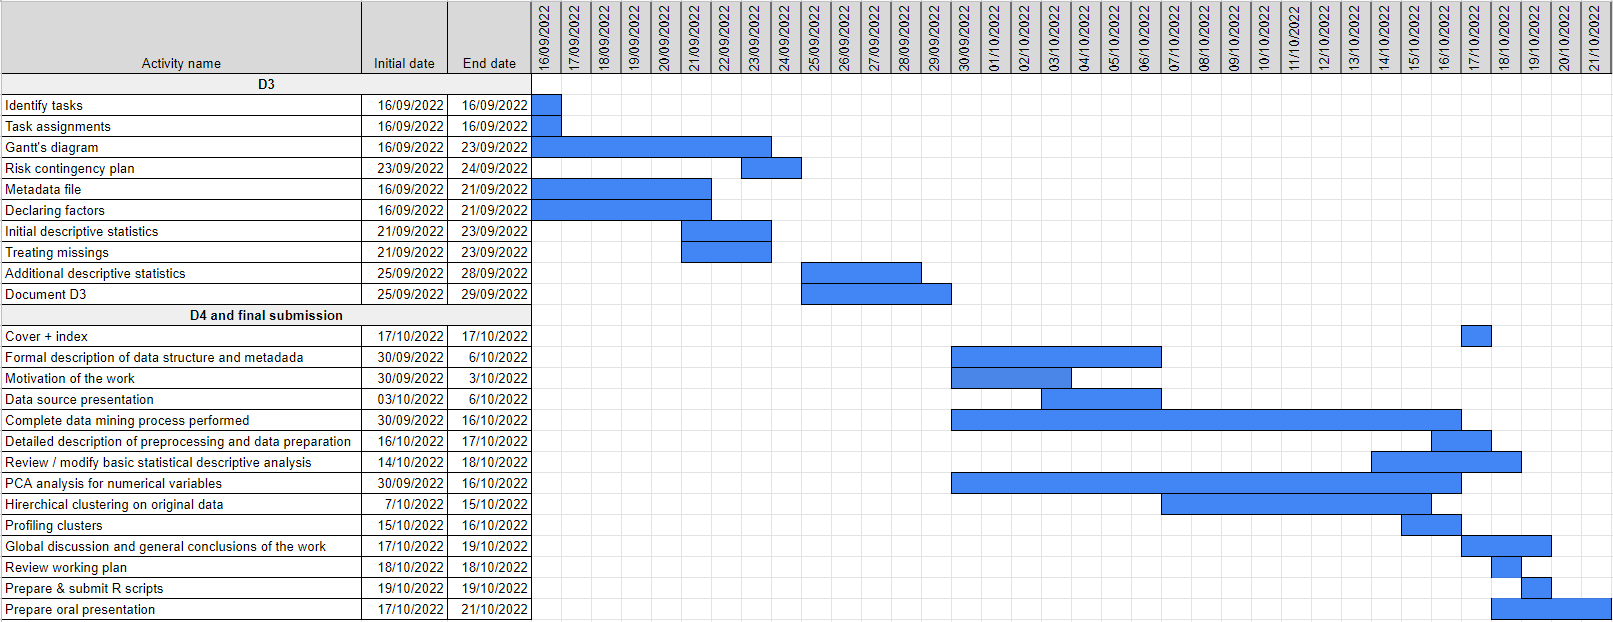 Activity name Initial date End date 16/09/2022 17/09/2022 18/09/2022 19/09/2022 20/09/2022 21/09/2022 22/09/2022 23/09/2022 24/09/2022 25/09/2022 26/09/2022 27/09/2022 28/09/2022 29/09/2022 30/09/2022 01/10/2022 02/10/2022 03/10/2022 04/10/2022 05/10/2022 06/10/2022 07/10/2022 08/10/2022 09/10/2022 10/10/2022 11/10/2022 12/10/2022 13/10/2022 14/10/2022 15/10/2022 16/10/2022 17/10/2022 18/10/2022 19/10/2022 20/10/2022 21/10/2022
D3
Identify tasks 16/09/2022 16/09/2022
Task assignments 16/09/2022 16/09/2022
Gantt's diagram 16/09/2022 23/09/2022
Risk contingency plan 23/09/2022 24/09/2022
Metadata file 16/09/2022 21/09/2022
Declaring factors 16/09/2022 21/09/2022
Initial descriptive statistics 21/09/2022 23/09/2022
Treating missings 21/09/2022 23/09/2022
Additional descriptive statistics 25/09/2022 28/09/2022
Document D3 25/09/2022 29/09/2022
D4 and final submission
Cover + index 17/10/2022 17/10/2022
Formal description of data structure and metadada 30/09/2022 6/10/2022
Motivation of the work 30/09/2022 3/10/2022
Data source presentation 03/10/2022 6/10/2022
Complete data mining process performed 30/09/2022 16/10/2022
Detailed description of preprocessing and data preparation 16/10/2022 17/10/2022
Review / modify basic statistical descriptive analysis 14/10/2022 18/10/2022
PCA analysis for numerical variables 30/09/2022 16/10/2022
Hirerchical clustering on original data 7/10/2022 15/10/2022
Profiling clusters 15/10/2022 16/10/2022
Global discussion and general conclusions of the work 17/10/2022 19/10/2022
Review working plan 18/10/2022 18/10/2022
Prepare & submit R scripts 19/10/2022 19/10/2022
Prepare oral presentation 17/10/2022 21/10/2022